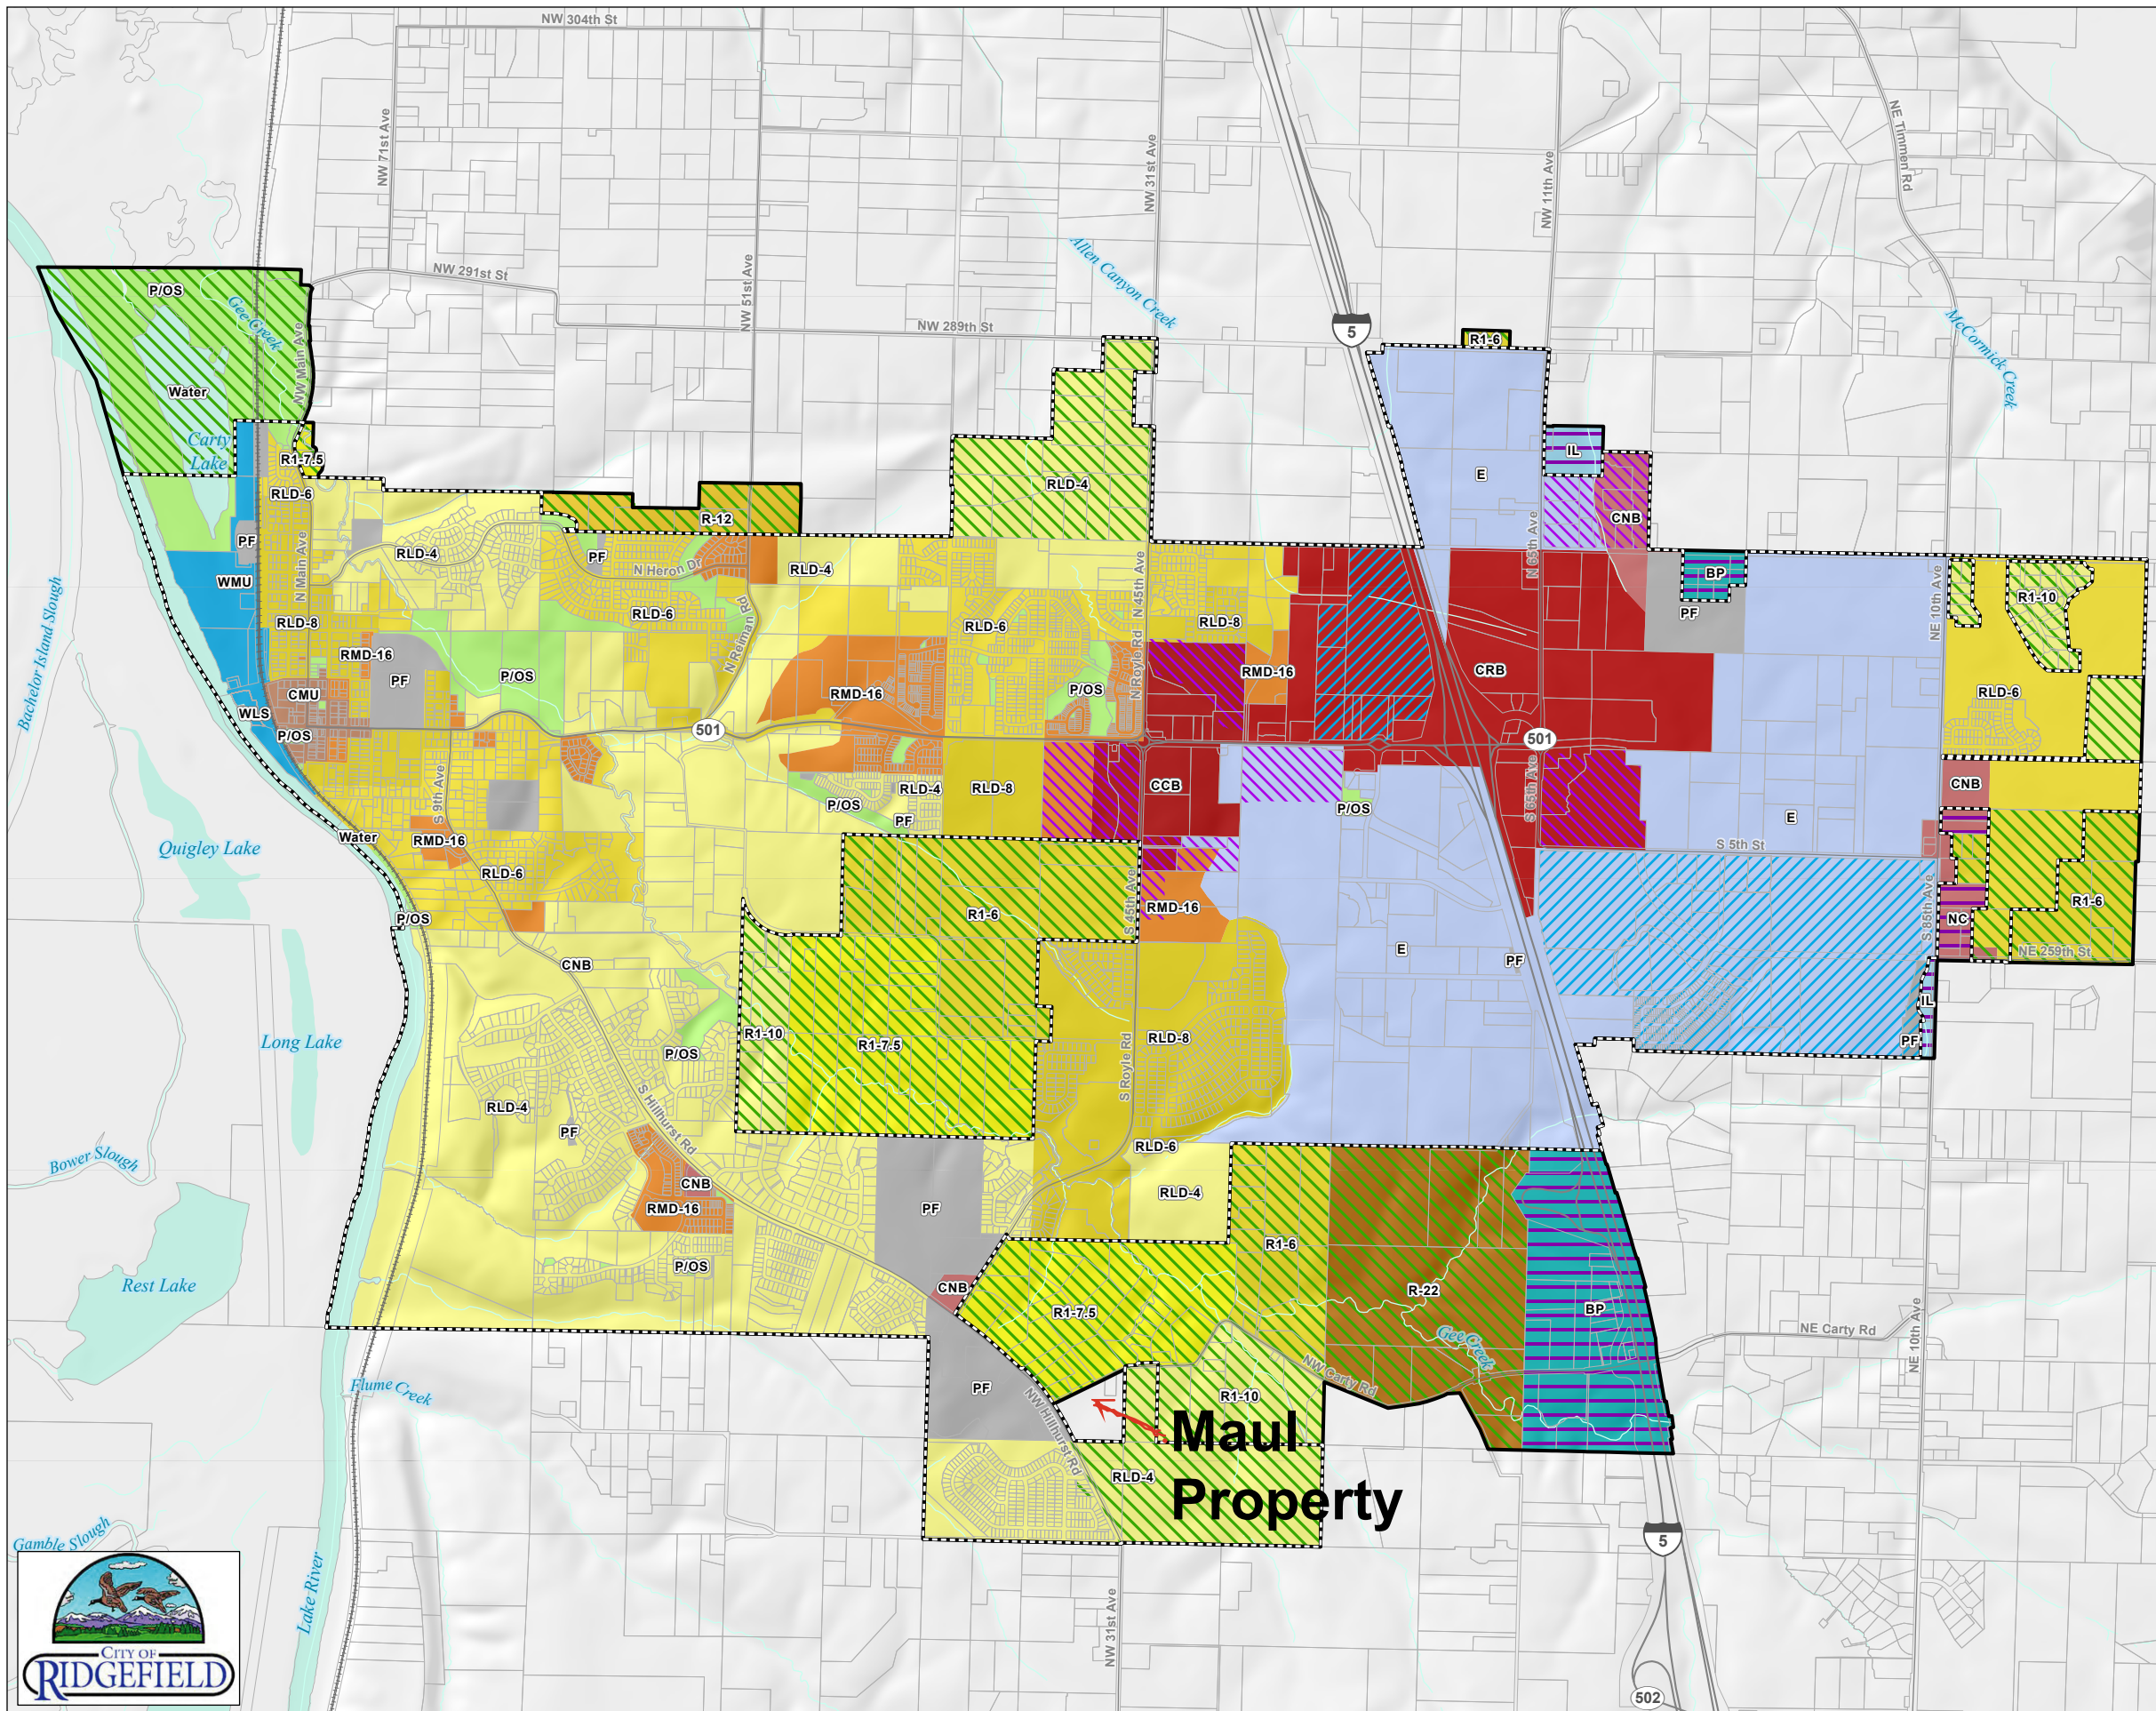 NW 304th St
NW 71st Ave
NW 31st Ave
NW 11th Ave
NE Timmen Rd
NW 291st St
NW 51st Ave
Allen Canyon Creek
P/OS
Gee Creek
NW Main Ave
NW 289th St
5
R1-6
McCormick Creek
Water
Carty
Lake
R1-7.5
RLD-6
RLD-4
R-12
IL
E
CNB
PF
RLD-4
PF
N Heron Dr
RLD-4
N 45th Ave
N 65th Ave
BP
PF
NE 10th Ave
R1-10
WMU
N Main Ave
RLD-8
RLD-6
N Reiman Rd
RLD-6
RLD-8
Bachelor Island Slough
RMD-16
PF
P/OS
RMD-16
P/OS
N Royle Rd
RMD-16
CRB
RLD-6
CMU
WLS
P/OS
501
501
S 9th Ave
P/OS
RLD-4
PF
RLD-8
CCB
P/OS
S 65th Ave
E
CNB
Quigley Lake
Water
RMD-16
RLD-6
S 5th St
P/OS
R1-6
S 45th Ave
RMD-16
S 85th Ave
NC
R1-6
NE 259th St
CNB
E
PF
Long Lake
R1-10
R1-7.5
P/OS
S Royle Rd
RLD-8
IL
PF
RLD-4
PF
S Hillhurst Rd
Bower Slough
RLD-6
CNB
RMD-16
PF
RLD-4
Rest Lake
P/OS
CNB
R1-7.5
R1-6
R-22
BP
Gee Creek
NE Carty Rd
NE 10th Ave
Flume Creek
PF
NW Hillhurst Rd
R1-10
NW Carty Rd
Maul
Property
RLD-4
Gamble Slough
Lake River
NW 31st Ave
5
502
CITY OF
RIDGEFIELD